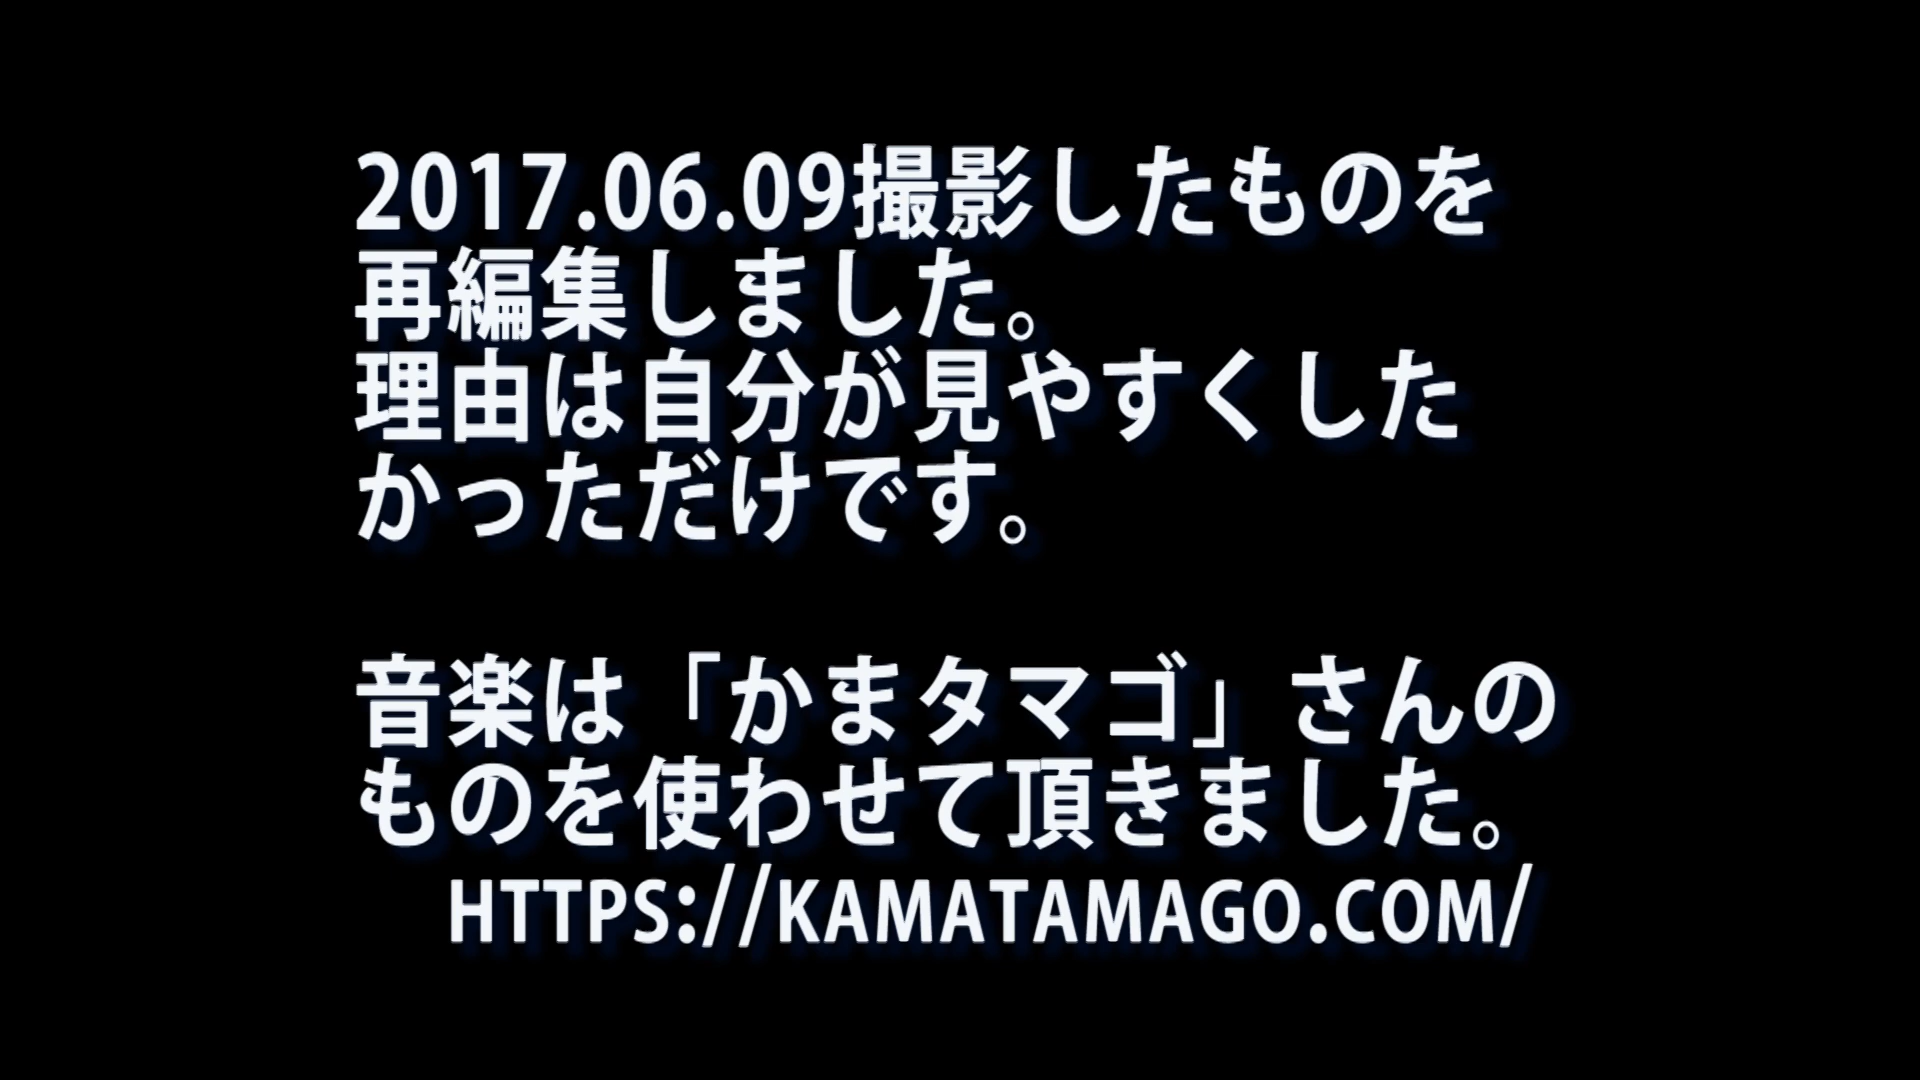 2017.06.09撮影したものを
再編集しました。
理由は自分が見やすくした
かっただけです。
音楽は「かまタマゴ」さんの
ものを使わせて頂きました。
HTTPS://KAMATAMAGO.COM/